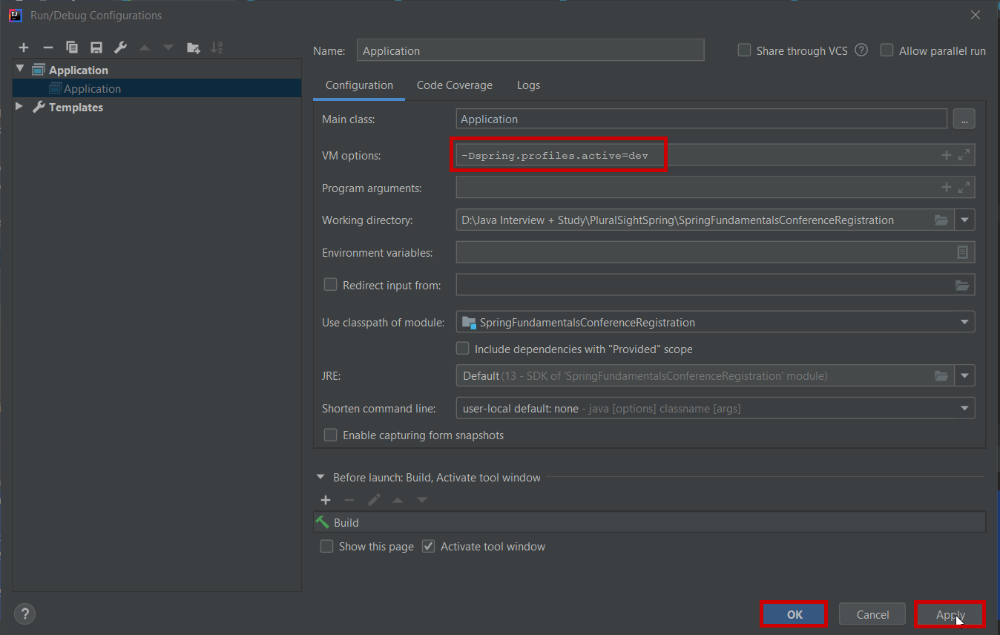 Run/Debug Configurations
Name: Application Share through VCS ? Allow parallel run
Application
Application
Templates
Configuration Code Coverage Logs
Main class: Application ...
VM options: -Dspring.profiles.active=dev
Program arguments:
Working directory: D:\Java Interview + Study\PluralSightSpring\SpringFundamentalsConferenceRegistration
Environment variables:
Redirect input from:
Use classpath of module: SpringFundamentalsConferenceRegistration
Include dependencies with "Provided" scope
JRE: Default (13 - SDK of 'SpringFundamentalsConferenceRegistration' module)
Shorten command line: user-local default: none - java [options] classname [args]
Enable capturing form snapshots
Before launch: Build, Activate tool window
Build
Show this page Activate tool window
? OK Cancel Apply